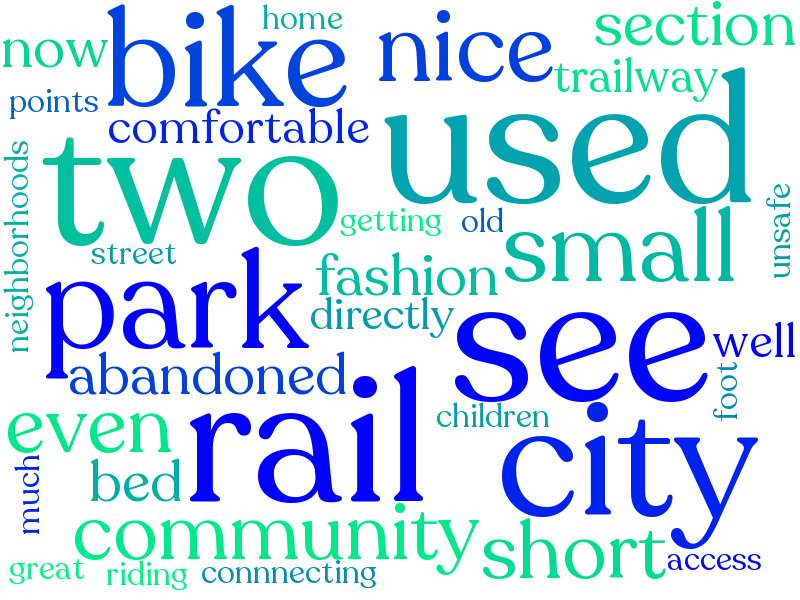 home
section
now
bike
nice
trailway
points
comfortable
used
two
neighborhoods
unsafe
getting
old
small
street
fashion
park
directly
see
well
abandoned
foot
rail
children
city
even
bed
much
community
short
access
great
riding
connnecting